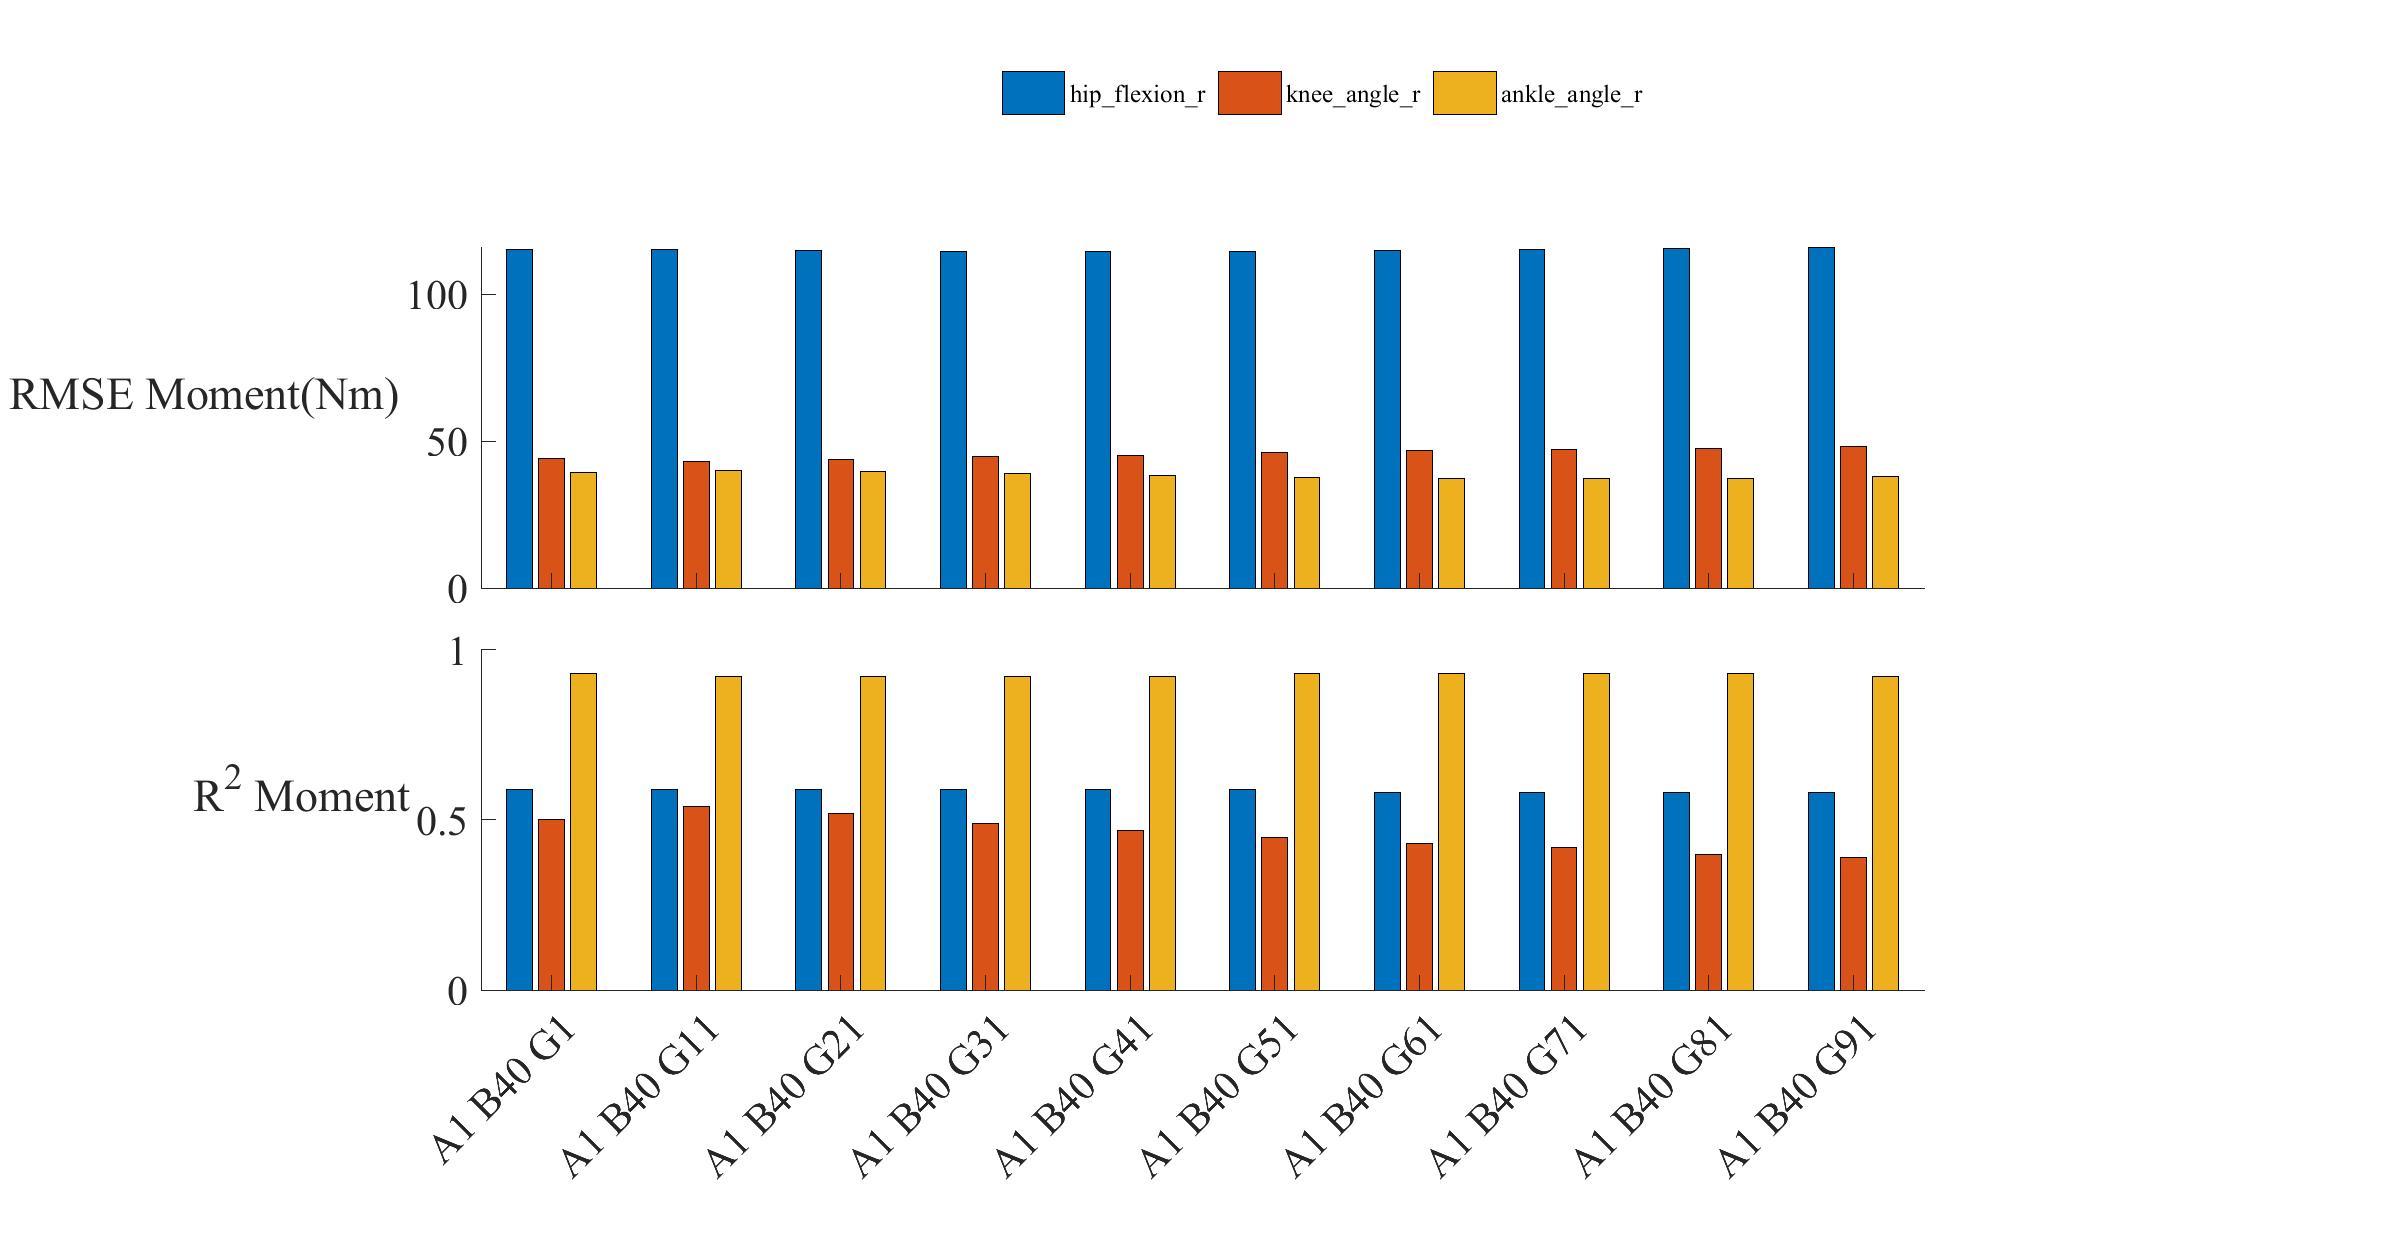 hip_flexion_r knee_angle_r ankle_angle_r
100
RMSE Moment(Nm)
50
0
1
R² Moment
0.5
0
A1 B40 G1
A1 B40 G11
A1 B40 G21
A1 B40 G31
A1 B40 G41
A1 B40 G51
A1 B40 G61
A1 B40 G71
A1 B40 G81
A1 B40 G91